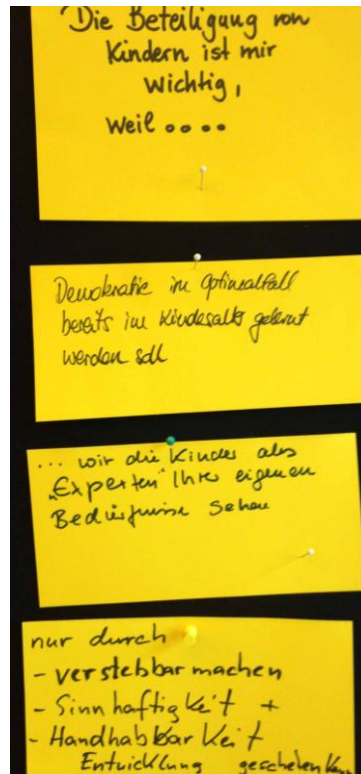 Die Beteiligung von
Kindern ist mir
wichtig,
weil ....
Demokratie im Optimalfall
bereits im Kindesalter gelernt
werden soll
... wir die Kinder als
"Experten" Ihrer eigenen
Bedürfnisse sehen
nur durch
- verstehbar machen
- Sinnhaftigkeit +
- Handhabbarkeit
Entwicklung geschehen